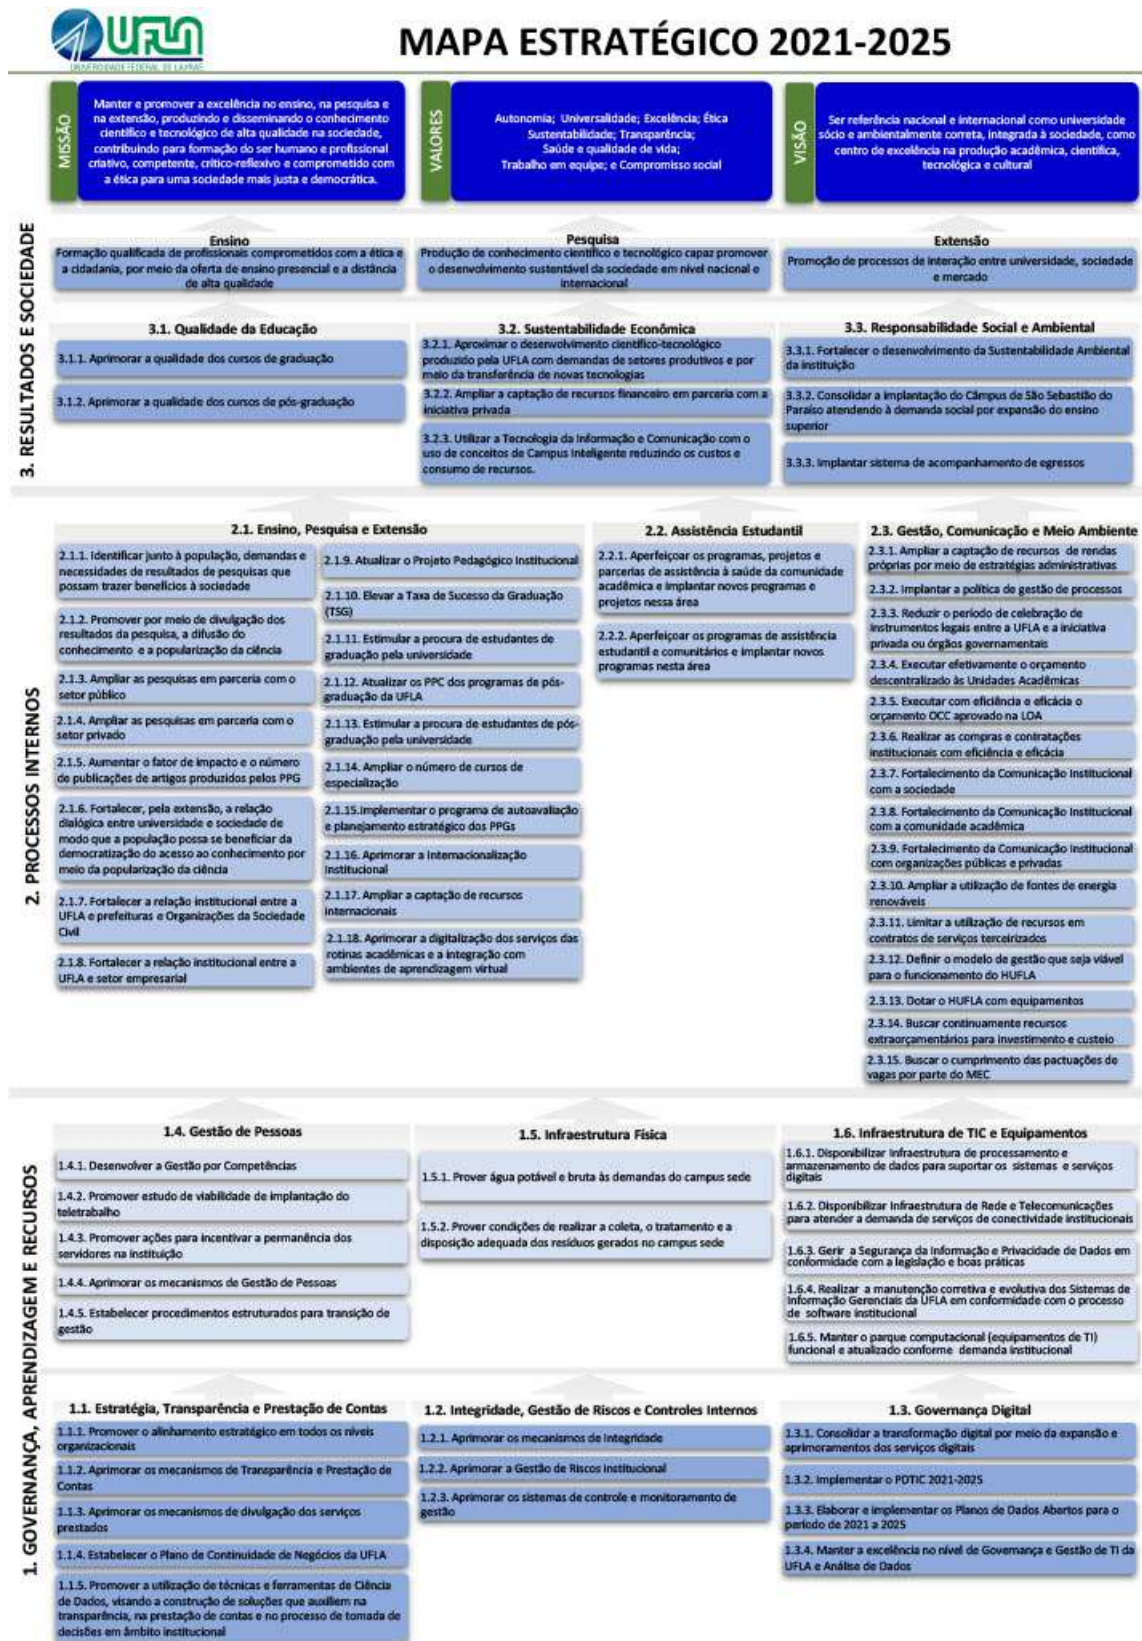 UFLA
UNIVERSIDADE FEDERAL DE LAVRAS
MAPA ESTRATÉGICO 2021-2025
MISSÃO
Manter e promover a excelência no ensino, na pesquisa e
na extensão, produzindo e disseminando o conhecimento
científico e tecnológico de alta qualidade na sociedade,
contribuindo para formação do ser humano e profissional
criativo, competente, crítico-reflexivo e comprometido com
a ética para uma sociedade mais justa e democrática.
VALORES
Autonomia; Universalidade; Excelência; Ética
Sustentabilidade; Transparência;
Saúde e qualidade de vida;
Trabalho em equipe; e Compromisso social
VISÃO
Ser referência nacional e internacional como universidade
sócio e ambientalmente correta, integrada à sociedade, como
centro de excelência na produção acadêmica, científica,
tecnológica e cultural
3. RESULTADOS E SOCIEDADE
Ensino
Formação qualificada de profissionais comprometidos com a ética e
a cidadania, por meio da oferta de ensino presencial e a distância
de alta qualidade
Pesquisa
Produção de conhecimento científico e tecnológico capaz promover
o desenvolvimento sustentável da sociedade em nível nacional e
internacional
Extensão
Promoção de processos de interação entre universidade, sociedade
e mercado
3.1. Qualidade da Educação
3.1.1. Aprimorar a qualidade dos cursos de graduação
3.1.2. Aprimorar a qualidade dos cursos de pós-graduação
3.2. Sustentabilidade Econômica
3.2.1. Aproximar o desenvolvimento científico-tecnológico
produzido pela UFLA com demandas de setores produtivos e por
meio da transferência de novas tecnologias
3.2.2. Ampliar a captação de recursos financeiro em parceria com a
iniciativa privada
3.2.3. Utilizar a Tecnologia da Informação e Comunicação com o
uso de conceitos de Campus Inteligente reduzindo os custos e
consumo de recursos.
3.3. Responsabilidade Social e Ambiental
3.3.1. Fortalecer o desenvolvimento da Sustentabilidade Ambiental
da instituição
3.3.2. Consolidar a implantação do Câmpus de São Sebastião do
Paraíso atendendo à demanda social por expansão do ensino
superior
3.3.3. Implantar sistema de acompanhamento de egressos
2. PROCESSOS INTERNOS
2.1. Ensino, Pesquisa e Extensão
2.1.1. Identificar junto à população, demandas e
necessidades de resultados de pesquisas que
possam trazer benefícios à sociedade
2.1.2. Promover por meio de divulgação dos
resultados da pesquisa, a difusão do
conhecimento e a popularização da ciência
2.1.3. Ampliar as pesquisas em parceria com o
setor público
2.1.4. Ampliar as pesquisas em parceria com o
setor privado
2.1.5. Aumentar o fator de impacto e o número
de publicações de artigos produzidos pelos PPG
2.1.6. Fortalecer, pela extensão, a relação
dialógica entre universidade e sociedade de
modo que a população possa se beneficiar da
democratização do acesso ao conhecimento por
meio da popularização da ciência
2.1.7. Fortalecer a relação institucional entre a
UFLA e prefeituras e Organizações da Sociedade
Civil
2.1.8. Fortalecer a relação institucional entre a
UFLA e setor empresarial
2.1.9. Atualizar o Projeto Pedagógico Institucional
2.1.10. Elevar a Taxa de Sucesso da Graduação
(TSG)
2.1.11. Estimular a procura de estudantes de
graduação pela universidade
2.1.12. Atualizar os PPC dos programas de pós-
graduação da UFLA
2.1.13. Estimular a procura de estudantes de pós-
graduação pela universidade
2.1.14. Ampliar o número de cursos de
especialização
2.1.15.Implementar o programa de autoavaliação
e planejamento estratégico dos PPGs
2.1.16. Aprimorar a Internacionalização
Institucional
2.1.17. Ampliar a captação de recursos
internacionais
2.1.18. Aprimorar a digitalização dos serviços das
rotinas acadêmicas e a integração com
ambientes de aprendizagem virtual
2.2. Assistência Estudantil
2.2.1. Aperfeiçoar os programas, projetos e
parcerias de assistência à saúde da comunidade
acadêmica e implantar novos programas e
projetos nessa área
2.2.2. Aperfeiçoar os programas de assistência
estudantil e comunitários e implantar novos
programas nesta área
2.3. Gestão, Comunicação e Meio Ambiente
2.3.1. Ampliar a captação de recursos de rendas
próprias por meio de estratégias administrativas
2.3.2. Implantar a política de gestão de processos
2.3.3. Reduzir o período de celebração de
instrumentos legais entre a UFLA e a iniciativa
privada ou órgãos governamentais
2.3.4. Executar efetivamente o orçamento
descentralizado às Unidades Acadêmicas
2.3.5. Executar com eficiência e eficácia o
orçamento OCC aprovado na LOA
2.3.6. Realizar as compras e contratações
institucionais com eficiência e eficácia
2.3.7. Fortalecimento da Comunicação Institucional
com a sociedade
2.3.8. Fortalecimento da Comunicação Institucional
com a comunidade acadêmica
2.3.9. Fortalecimento da Comunicação Institucional
com organizações públicas e privadas
2.3.10. Ampliar a utilização de fontes de energia
renováveis
2.3.11. Limitar a utilização de recursos em
contratos de serviços terceirizados
2.3.12. Definir o modelo de gestão que seja viável
para o funcionamento do HUFLA
2.3.13. Dotar o HUFLA com equipamentos
2.3.14. Buscar continuamente recursos
extraorçamentários para investimento e custeio
2.3.15. Buscar o cumprimento das pactuações de
vagas por parte do MEC
1. GOVERNANÇA, APRENDIZAGEM E RECURSOS
1.4. Gestão de Pessoas
1.4.1. Desenvolver a Gestão por Competências
1.4.2. Promover estudo de viabilidade de implantação do
teletrabalho
1.4.3. Promover ações para incentivar a permanência dos
servidores na instituição
1.4.4. Aprimorar os mecanismos de Gestão de Pessoas
1.4.5. Estabelecer procedimentos estruturados para transição de
gestão
1.5. Infraestrutura Física
1.5.1. Prover água potável e bruta às demandas do campus sede
1.5.2. Prover condições de realizar a coleta, o tratamento e a
disposição adequada dos resíduos gerados no campus sede
1.6. Infraestrutura de TIC e Equipamentos
1.6.1. Disponibilizar Infraestrutura de processamento e
armazenamento de dados para suportar os sistemas e serviços
digitais
1.6.2. Disponibilizar Infraestrutura de Rede e Telecomunicações
para atender a demanda de serviços de conectividade institucionais
1.6.3. Gerir a Segurança da Informação e Privacidade de Dados em
conformidade com a legislação e boas práticas
1.6.4. Realizar a manutenção corretiva e evolutiva dos Sistemas de
Informação Gerenciais da UFLA em conformidade com o processo
de software institucional
1.6.5. Manter o parque computacional (equipamentos de TI)
funcional e atualizado conforme demanda institucional
1.1. Estratégia, Transparência e Prestação de Contas
1.1.1. Promover o alinhamento estratégico em todos os níveis
organizacionais
1.1.2. Aprimorar os mecanismos de Transparência e Prestação de
Contas
1.1.3. Aprimorar os mecanismos de divulgação dos serviços
prestados
1.1.4. Estabelecer o Plano de Continuidade de Negócios da UFLA
1.1.5. Promover a utilização de técnicas e ferramentas de Ciência
de Dados, visando a construção de soluções que auxiliem na
transparência, na prestação de contas e no processo de tomada de
decisões em âmbito institucional
1.2. Integridade, Gestão de Riscos e Controles Internos
1.2.1. Aprimorar os mecanismos de Integridade
1.2.2. Aprimorar a Gestão de Riscos Institucional
1.2.3. Aprimorar os sistemas de controle e monitoramento de
gestão
1.3. Governança Digital
1.3.1. Consolidar a transformação digital por meio da expansão e
aprimoramentos dos serviços digitais
1.3.2. Implementar o PDTIC 2021-2025
1.3.3. Elaborar e implementar os Planos de Dados Abertos para o
período de 2021 a 2025
1.3.4. Manter a excelência no nível de Governança e Gestão de TI da
UFLA e Análise de Dados